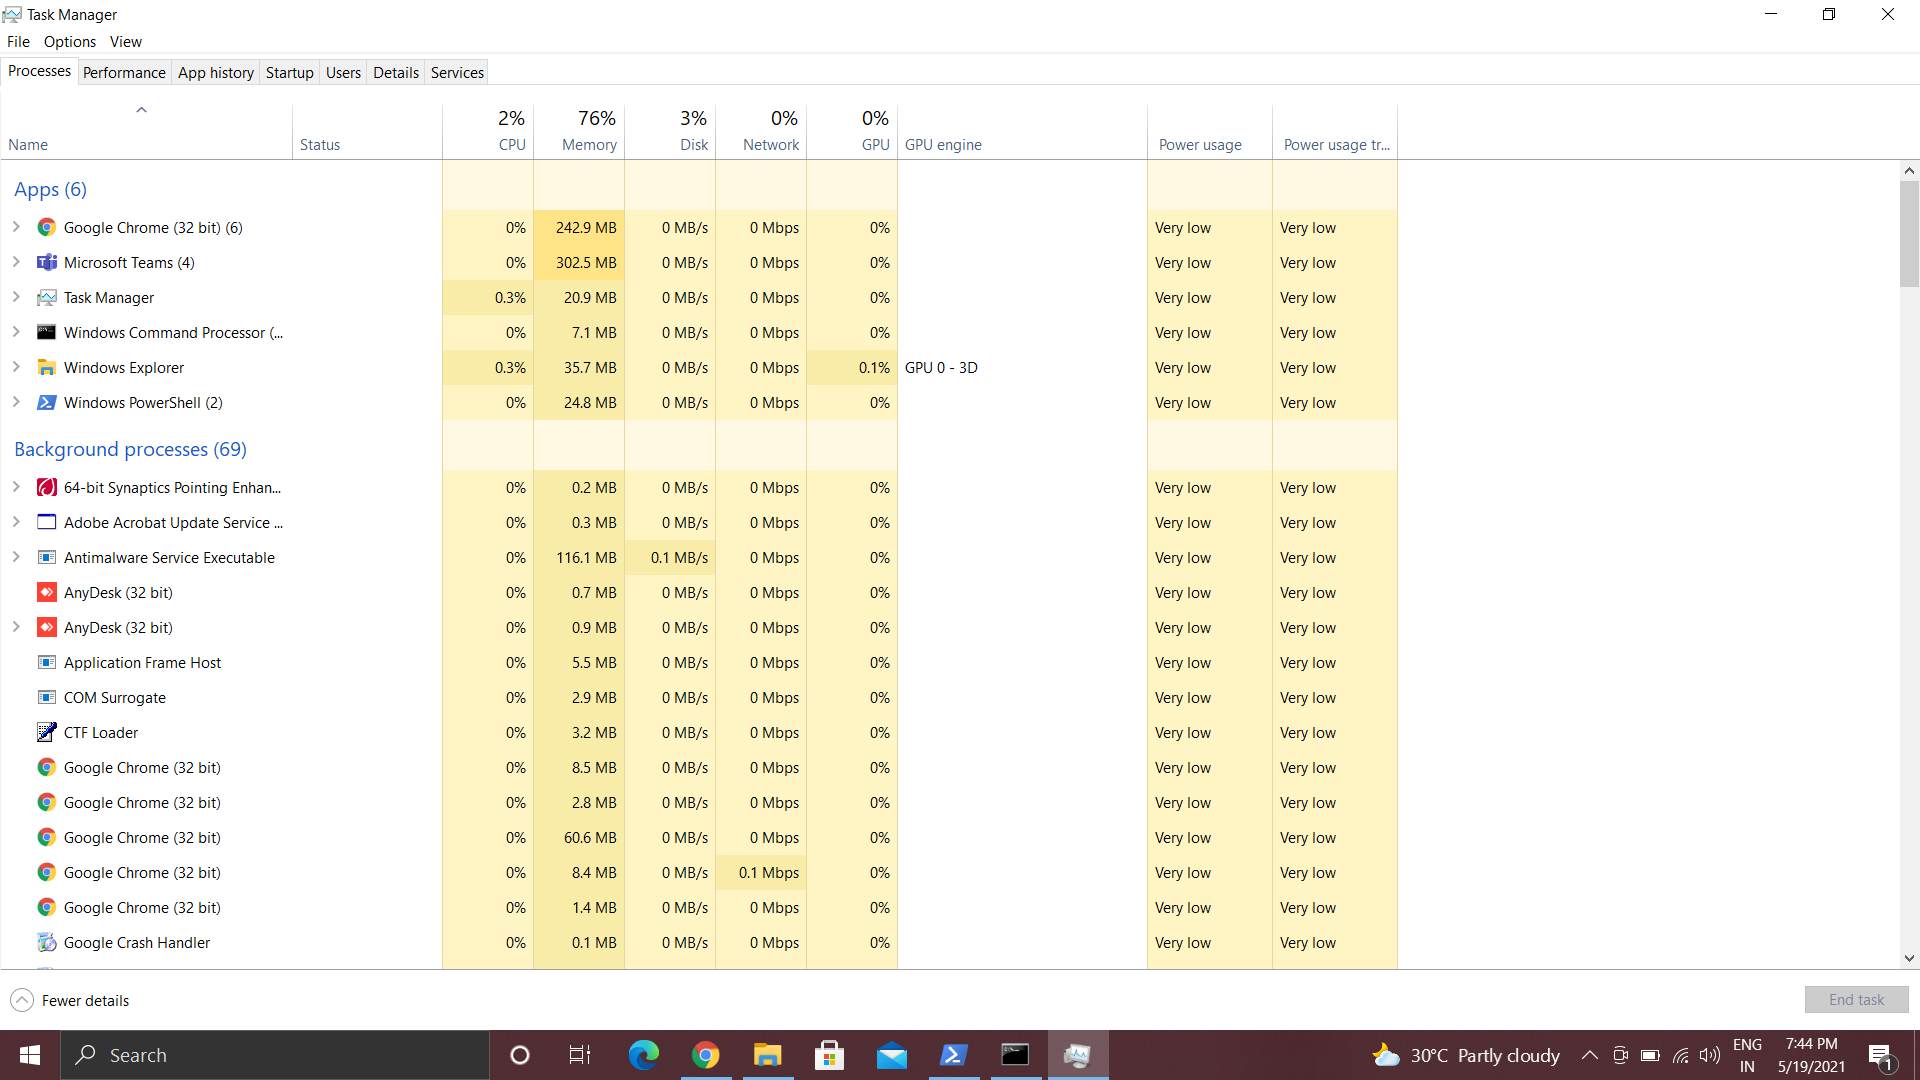 Task Manager
File Options View
Processes Performance App history Startup Users Details Services
2% 76% 3% 0% 0%
Name Status CPU Memory Disk Network GPU GPU engine Power usage Power usage tr...
Apps (6)
Google Chrome (32 bit) (6) 0% 242.9 MB 0 MB/s 0 Mbps 0% Very low Very low
Microsoft Teams (4) 0% 302.5 MB 0 MB/s 0 Mbps 0% Very low Very low
Task Manager 0.3% 20.9 MB 0 MB/s 0 Mbps 0% Very low Very low
Windows Command Processor (... 0% 7.1 MB 0 MB/s 0 Mbps 0% Very low Very low
Windows Explorer 0.3% 35.7 MB 0 MB/s 0 Mbps 0.1% GPU 0 - 3D Very low Very low
Windows PowerShell (2) 0% 24.8 MB 0 MB/s 0 Mbps 0% Very low Very low
Background processes (69)
64-bit Synaptics Pointing Enhan... 0% 0.2 MB 0 MB/s 0 Mbps 0% Very low Very low
Adobe Acrobat Update Service ... 0% 0.3 MB 0 MB/s 0 Mbps 0% Very low Very low
Antimalware Service Executable 0% 116.1 MB 0.1 MB/s 0 Mbps 0% Very low Very low
AnyDesk (32 bit) 0% 0.7 MB 0 MB/s 0 Mbps 0% Very low Very low
AnyDesk (32 bit) 0% 0.9 MB 0 MB/s 0 Mbps 0% Very low Very low
Application Frame Host 0% 5.5 MB 0 MB/s 0 Mbps 0% Very low Very low
COM Surrogate 0% 2.9 MB 0 MB/s 0 Mbps 0% Very low Very low
CTF Loader 0% 3.2 MB 0 MB/s 0 Mbps 0% Very low Very low
Google Chrome (32 bit) 0% 8.5 MB 0 MB/s 0 Mbps 0% Very low Very low
Google Chrome (32 bit) 0% 2.8 MB 0 MB/s 0 Mbps 0% Very low Very low
Google Chrome (32 bit) 0% 60.6 MB 0 MB/s 0 Mbps 0% Very low Very low
Google Chrome (32 bit) 0% 8.4 MB 0 MB/s 0.1 Mbps 0% Very low Very low
Google Chrome (32 bit) 0% 1.4 MB 0 MB/s 0 Mbps 0% Very low Very low
Google Crash Handler 0% 0.1 MB 0 MB/s 0 Mbps 0% Very low Very low
Fewer details End task
Search 30°C Partly cloudy ENG 7:44 PM
IN 5/19/2021 1